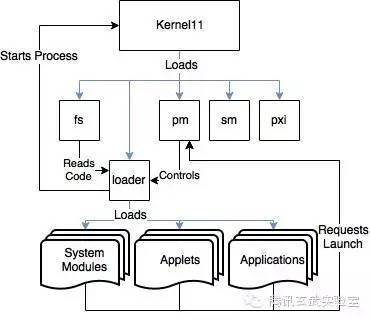 Kernel11
Starts Process
Loads
fs
pm
sm
pxi
Reads
Code
loader
Controls
Loads
Requests
Launch
System
Modules
Applets
Applications
腾讯玄武实验室